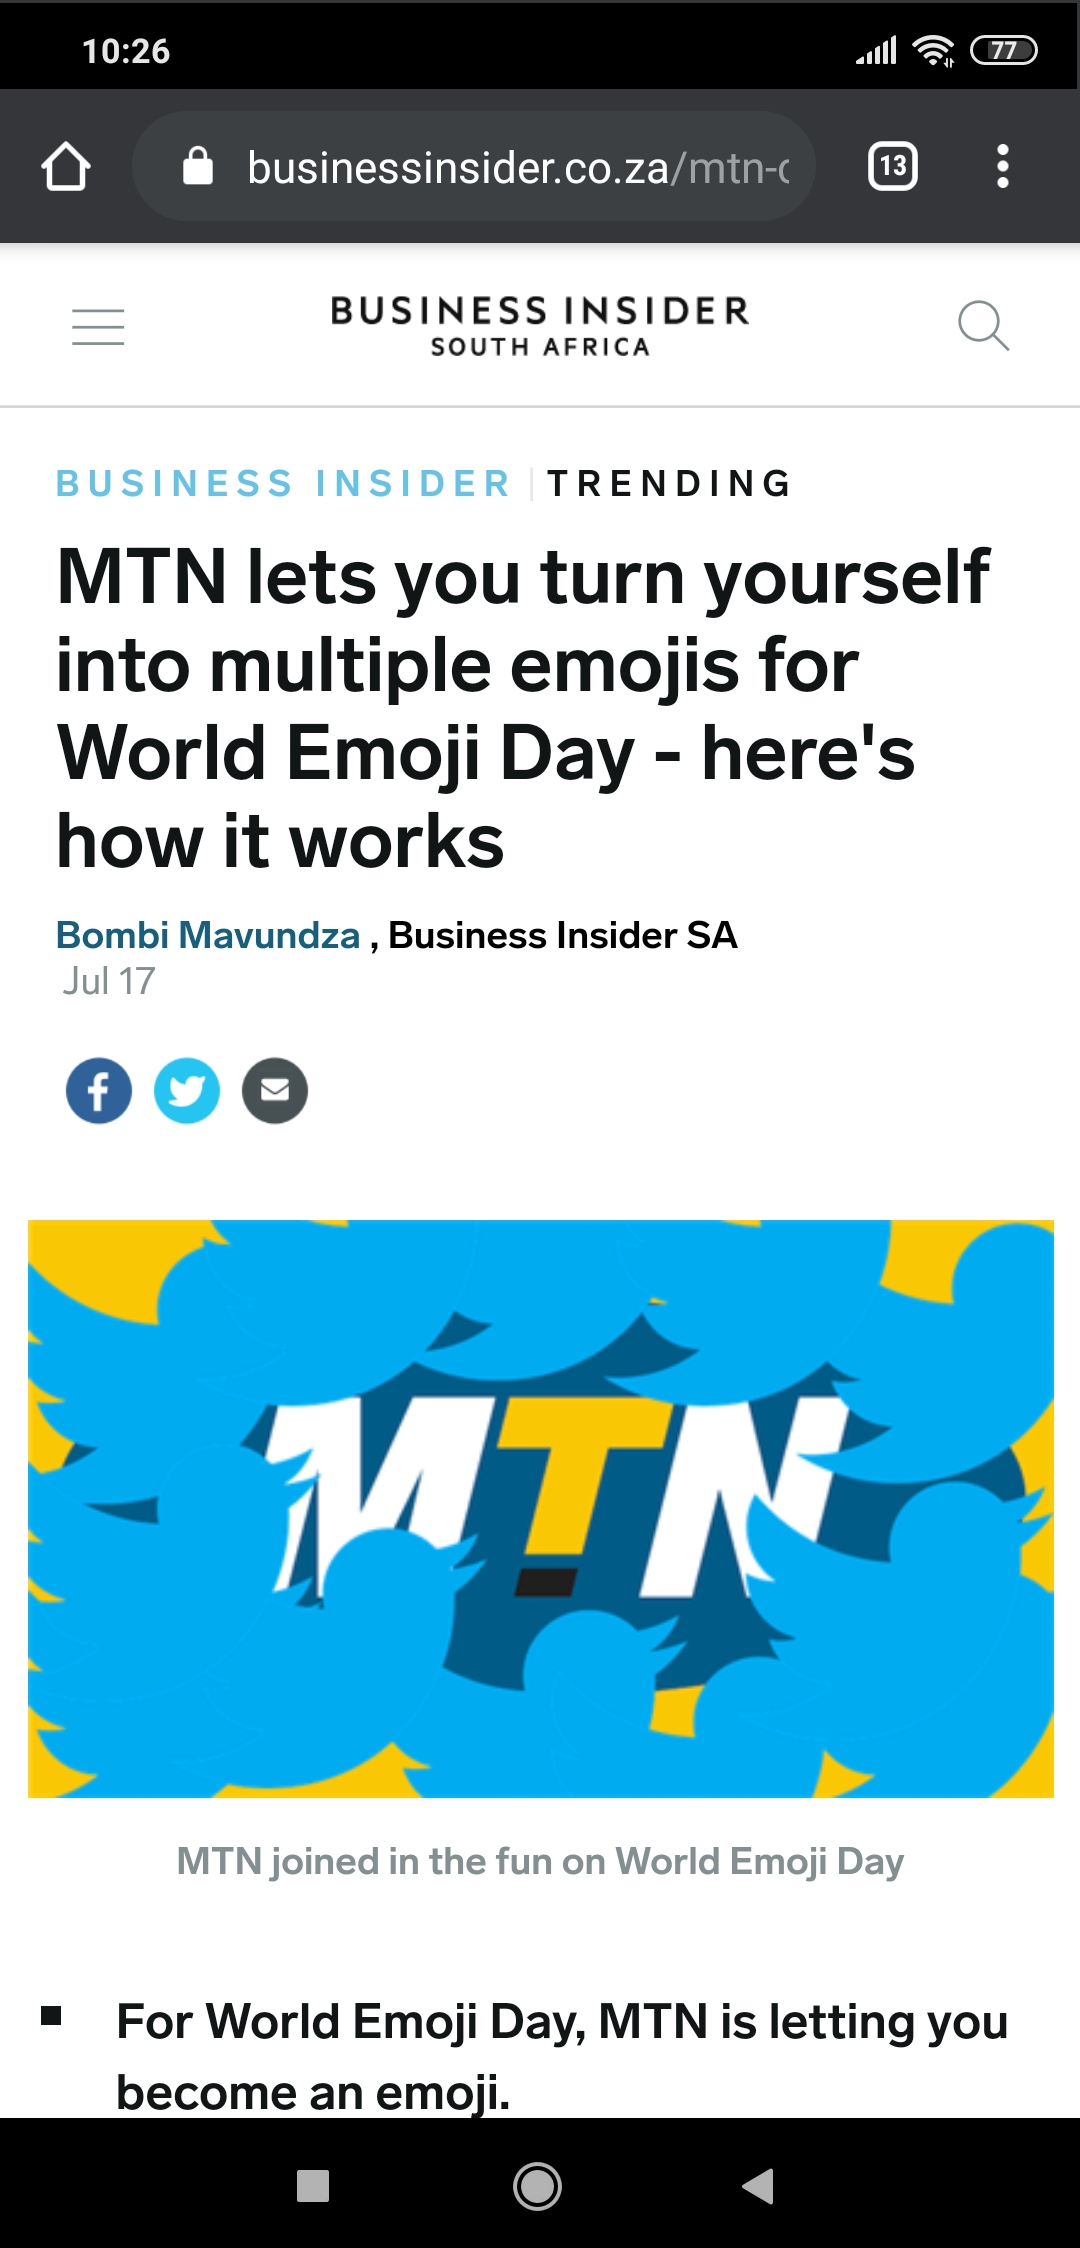 10:26
77
businessinsider.co.za/mtn-c
13
BUSINESS INSIDER
SOUTH AFRICA
BUSINESS INSIDER | TRENDING
MTN lets you turn yourself
into multiple emojis for
World Emoji Day - here's
how it works
Bombi Mavundza , Business Insider SA
Jul 17
MTN
MTN joined in the fun on World Emoji Day
For World Emoji Day, MTN is letting you
become an emoji.